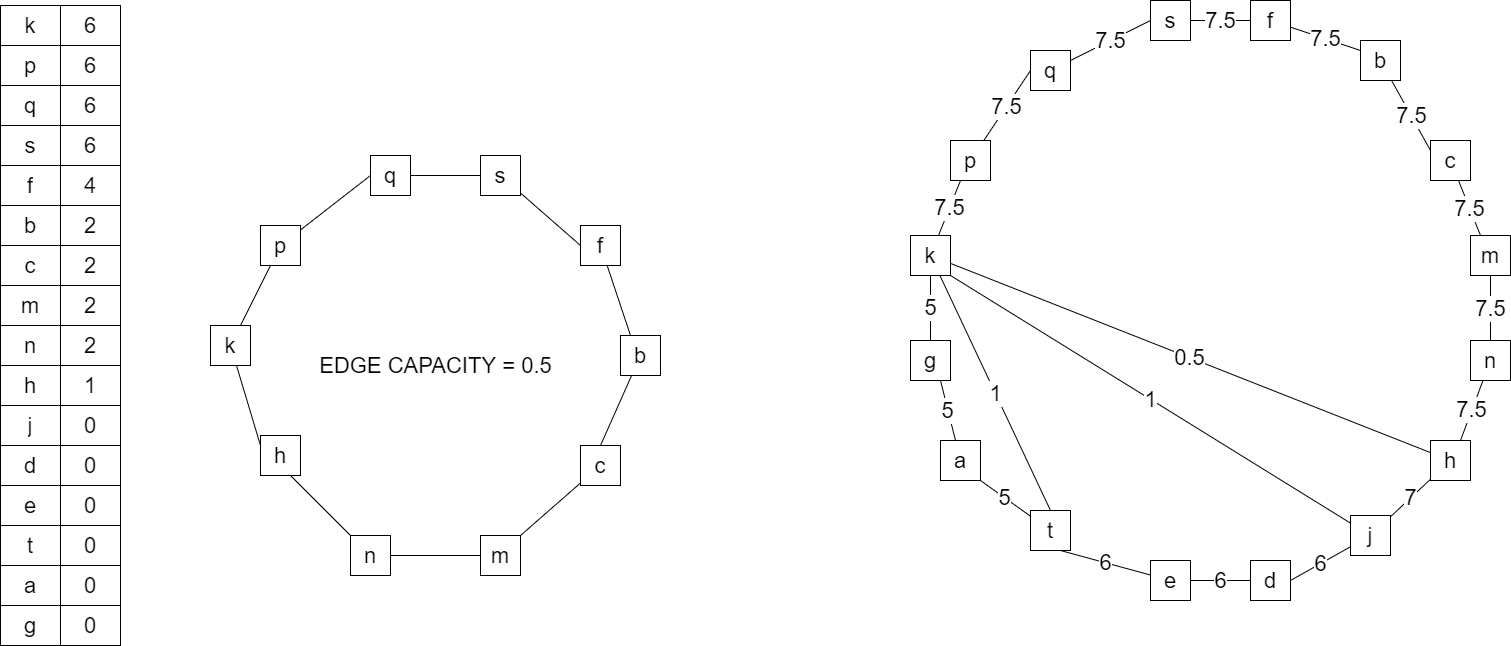 k 6
p 6
q 6
s 6
f 4
b 2
c 2
m 2
n 2
h 1
j 0
d 0
e 0
t 0
a 0
g 0
q s
p f
k b
EDGE CAPACITY = 0.5
h c
n m
s 7.5 f
7.5 7.5
q b
7.5 7.5
p c
7.5 7.5
k m
5 7.5
0.5
g n
1 1
5 7.5
a h
5 7
t j
6 6
e 6 d